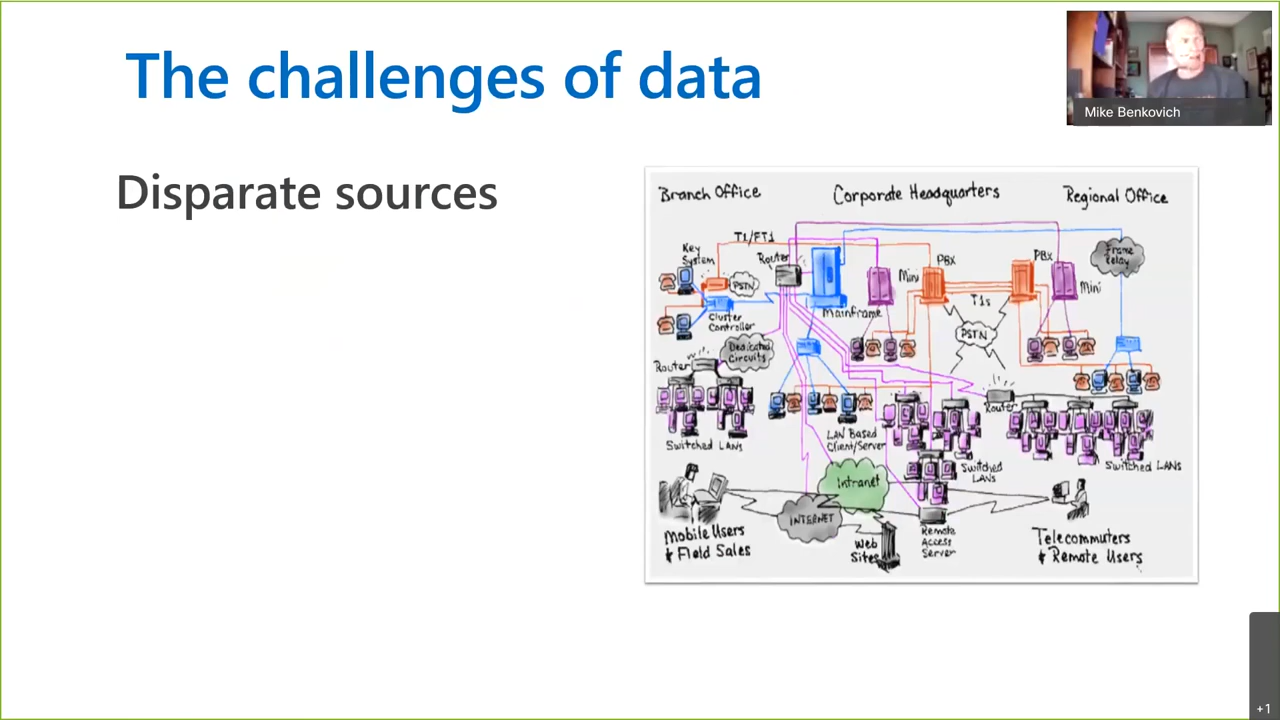 The challenges of data
Mike Benkovich
Disparate sources
Branch Office
Corporate Headquarters
Regional Office
T1/FT1
Key
System
Router
PSTN
Mini
PBx
PBx
Frame
Relay
Mini
Cluster
Controller
Mainframe
T1s
PSTN
Dedicated
Circuits
Router
Router
Switched LANs
LAN Based
Client/Server
Switched
LANs
Switched LANs
Intranet
INTERNET
Mobile Users
& Field Sales
Web
Sites
Remote
Access
Server
Telecommuters
& Remote Users
+1